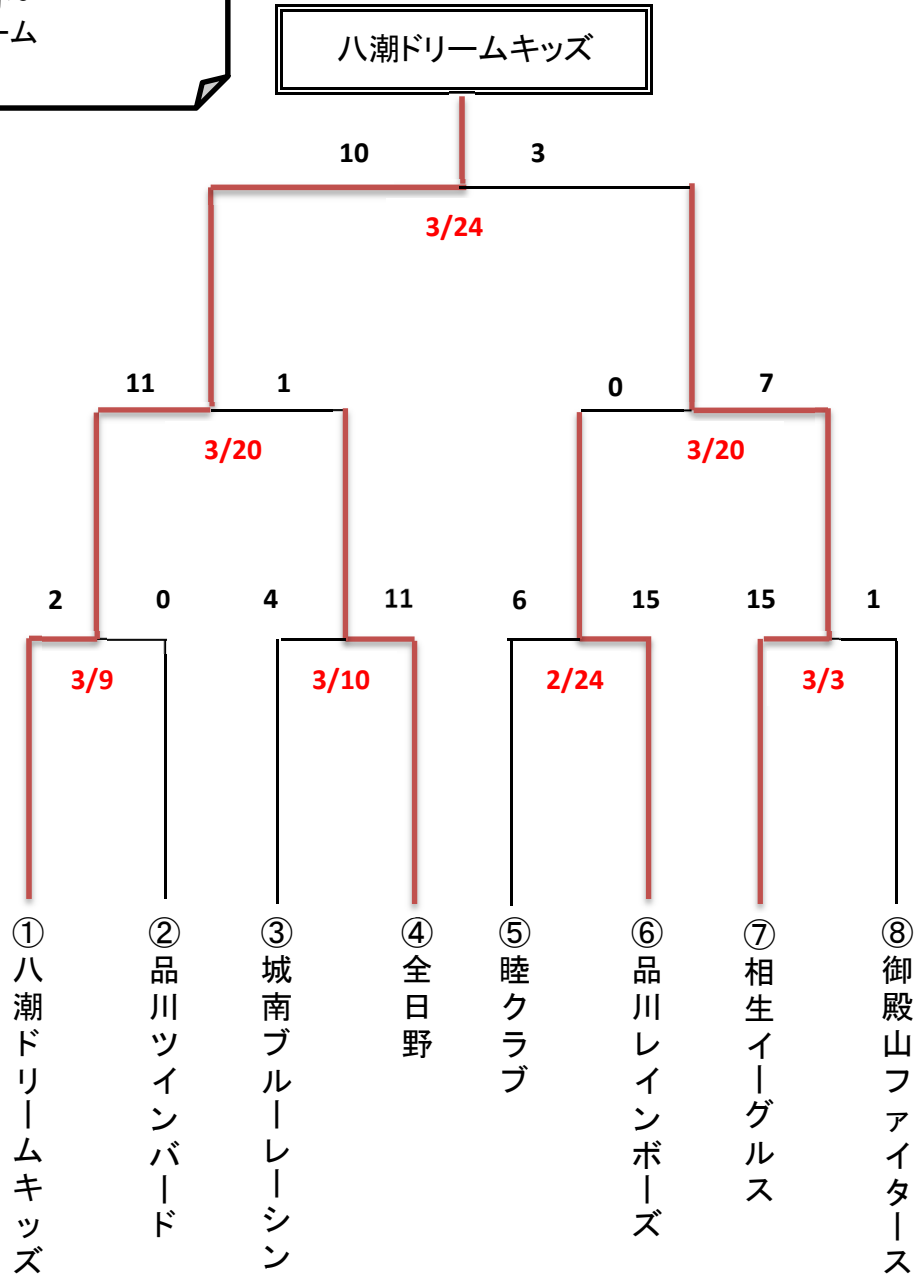 ーム
八潮ドリームキッズ
10 3
3/24
11 1 0 7
3/20 3/20
2 0 4 11 6 15 15 1
3/9 3/10 2/24 3/3
①八潮ドリームキッズ
②品川ツインバード
③城南ブルーレーシン
④全日野
⑤睦クラブ
⑥品川レインボーズ
⑦相生イーグルス
⑧御殿山ファイタース